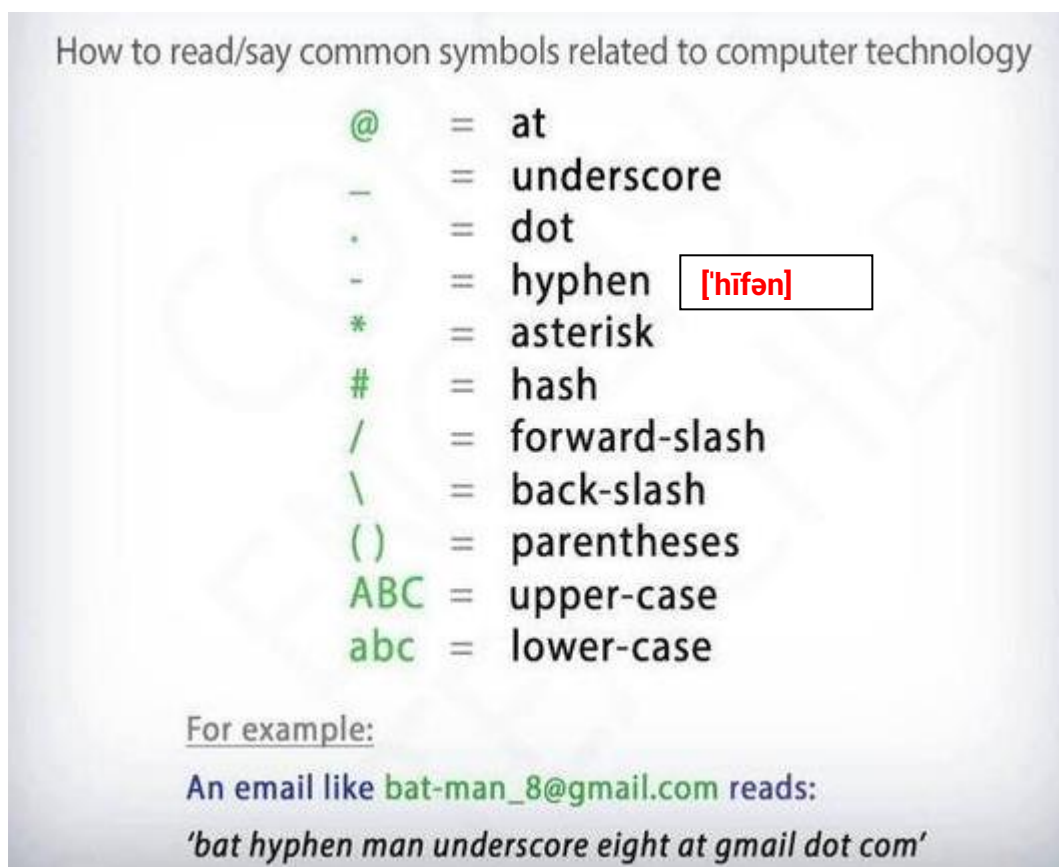 How to read/say common symbols related to computer technology
@ = at
_ = underscore
. = dot
- = hyphen ['hīfən]
* = asterisk
# = hash
/ = forward-slash
\ = back-slash
( ) = parentheses
ABC = upper-case
abc = lower-case
For example:
An email like bat-man_8@gmail.com reads:
'bat hyphen man underscore eight at gmail dot com'